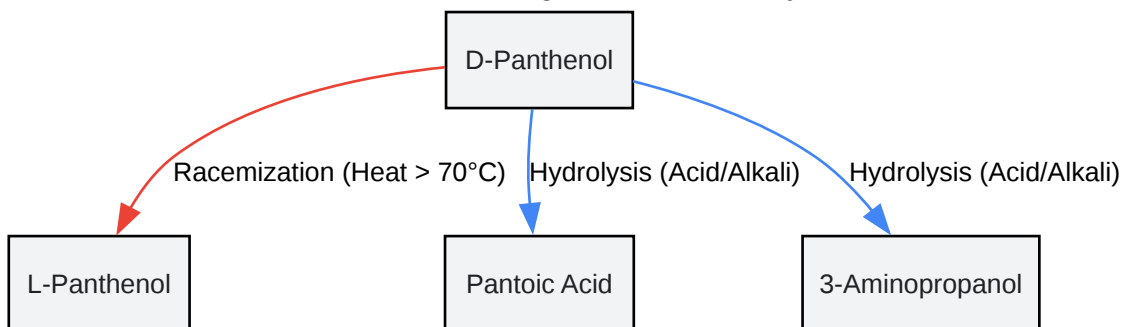 D-Panthenol
Racemization (Heat > 70°C)
Hydrolysis (Acid/Alkali)
Hydrolysis (Acid/Alkali)
L-Panthenol
Pantoic Acid
3-Aminopropanol